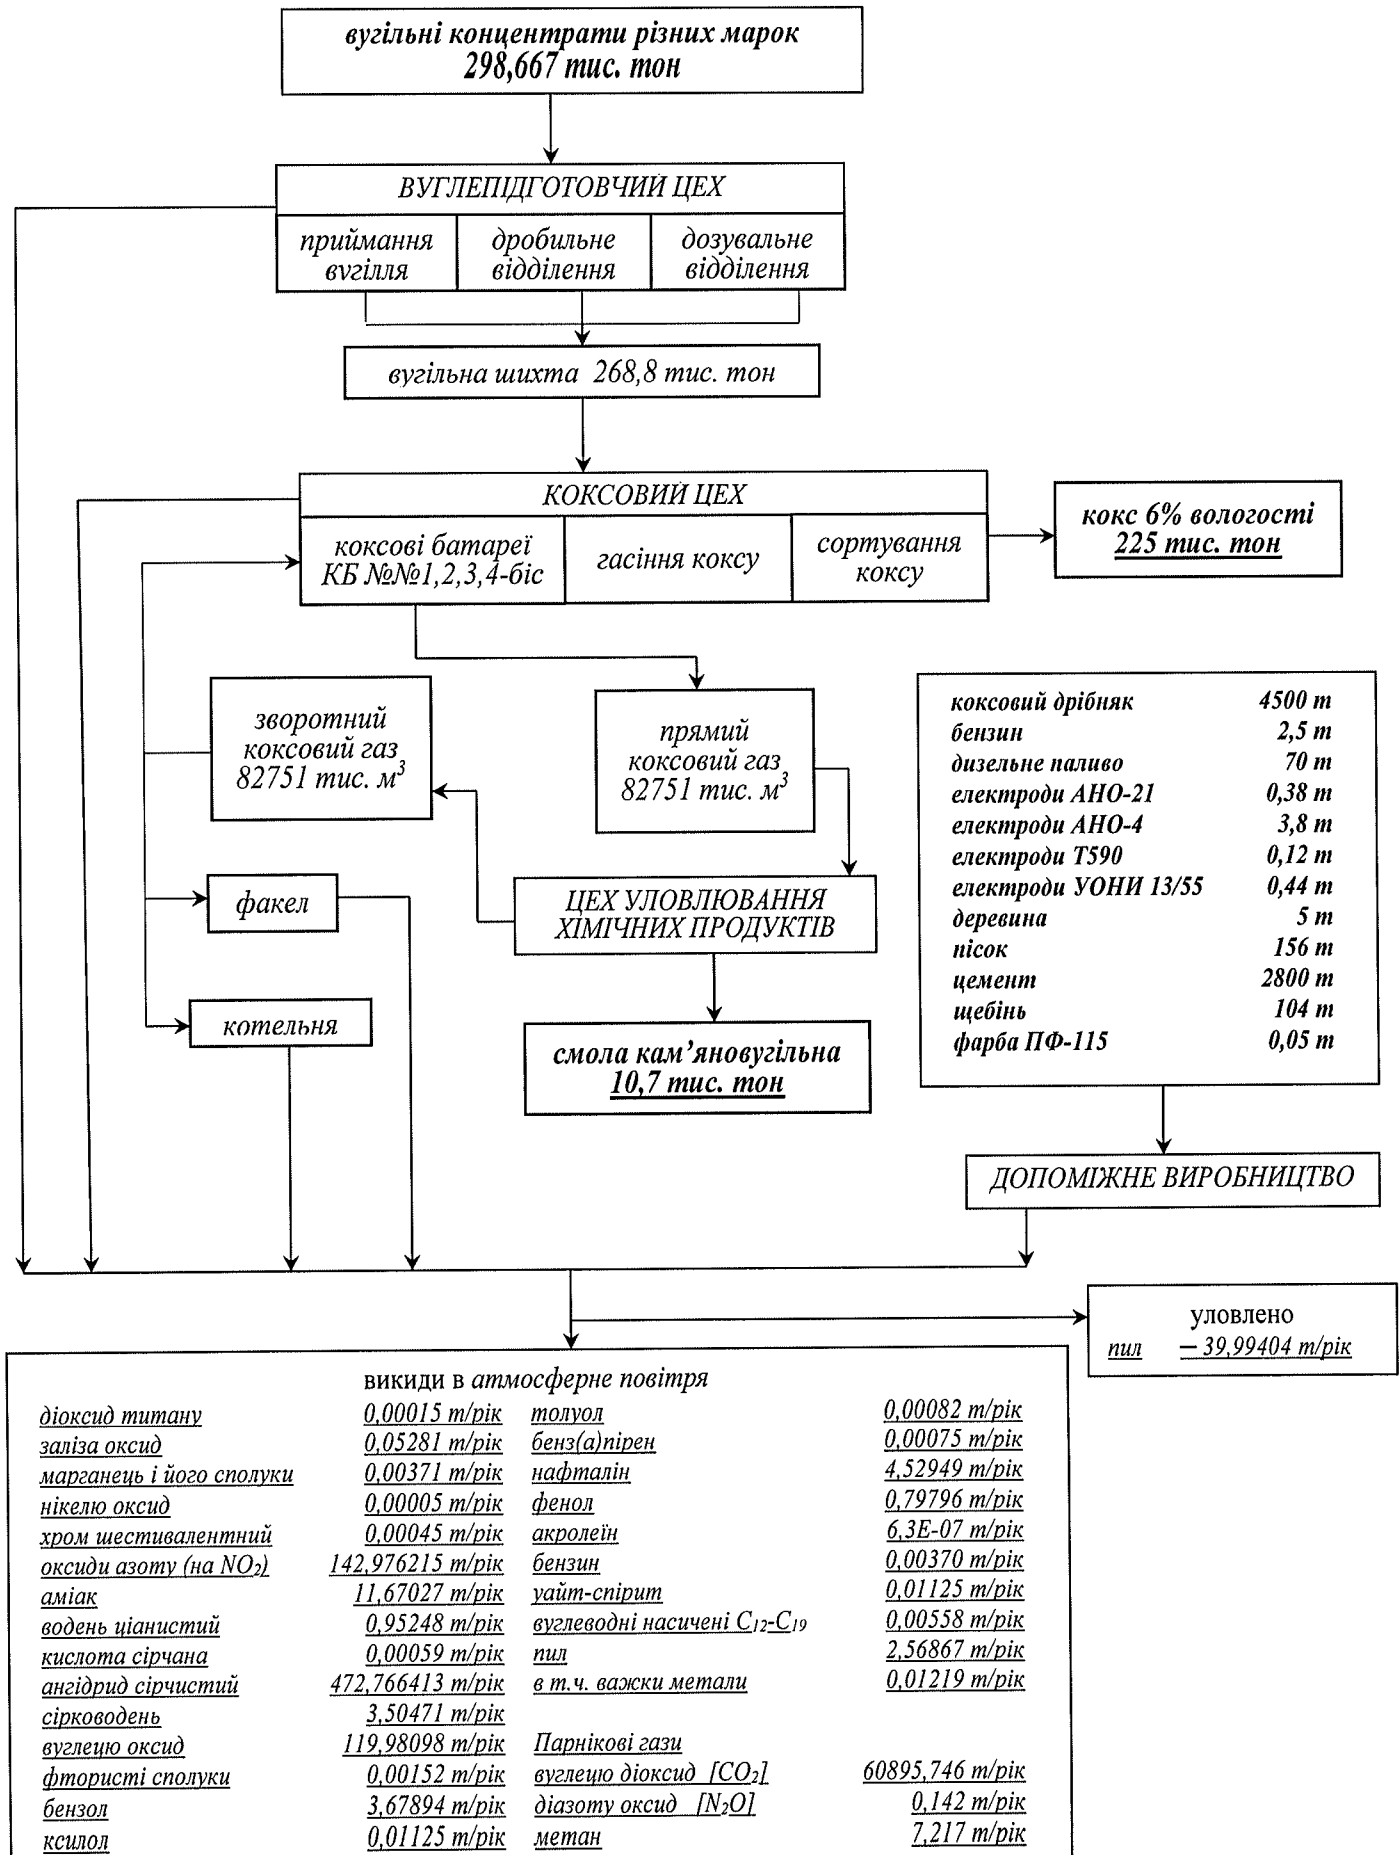 вугільні концентрати різних марок
298,667 тис. тон
ВУГЛЕПІДГОТОВЧИЙ ЦЕХ
приймання
вугілля
дробильне
відділення
дозувальне
відділення
вугільна шихта 268,8 тис. тон
КОКСОВИЙ ЦЕХ
коксові батареї
КБ №№1,2,3,4-біс
гасіння коксу
сортування
коксу
кокс 6% вологості
225 тис. тон
зворотний
коксовий газ
82751 тис. м³
прямий
коксовий газ
82751 тис. м³
коксовий дрібняк 4500 т
бензин 2,5 т
дизельне паливо 70 т
електроди АНО-21 0,38 т
електроди АНО-4 3,8 т
електроди Т590 0,12 т
електроди УОНИ 13/55 0,44 т
деревина 5 т
пісок 156 т
цемент 2800 т
щебінь 104 т
фарба ПФ-115 0,05 т
факел
ЦЕХ УЛОВЛЮВАННЯ
ХІМІЧНИХ ПРОДУКТІВ
котельня
смола кам’яновугільна
10,7 тис. тон
ДОПОМІЖНЕ ВИРОБНИЦТВО
уловлено
пил – 39,99404 т/рік
викиди в атмосферне повітря
діоксид титану 0,00015 т/рік толуол 0,00082 т/рік
заліза оксид 0,05281 т/рік бенз(а)пірен 0,00075 т/рік
марганець і його сполуки 0,00371 т/рік нафталін 4,52949 т/рік
нікелю оксид 0,00005 т/рік фенол 0,79796 т/рік
хром шестивалентний 0,00045 т/рік акролеїн 6,3E-07 т/рік
оксиди азоту (на NO₂) 142,976215 т/рік бензин 0,00370 т/рік
аміак 11,67027 т/рік уайт-спірит 0,01125 т/рік
водень ціанистий 0,95248 т/рік вуглеводні насичені C₁₂-C₁₉ 0,00558 т/рік
кислота сірчана 0,00059 т/рік пил 2,56867 т/рік
ангідрид сірчистий 472,766413 т/рік в т.ч. важки метали 0,01219 т/рік
сірководень 3,50471 т/рік
вуглецю оксид 119,98098 т/рік Парнікові гази
фтористі сполуки 0,00152 т/рік вуглецю діоксид [CO₂] 60895,746 т/рік
бензол 3,67894 т/рік діазоту оксид [N₂O] 0,142 т/рік
ксилол 0,01125 т/рік метан 7,217 т/рік